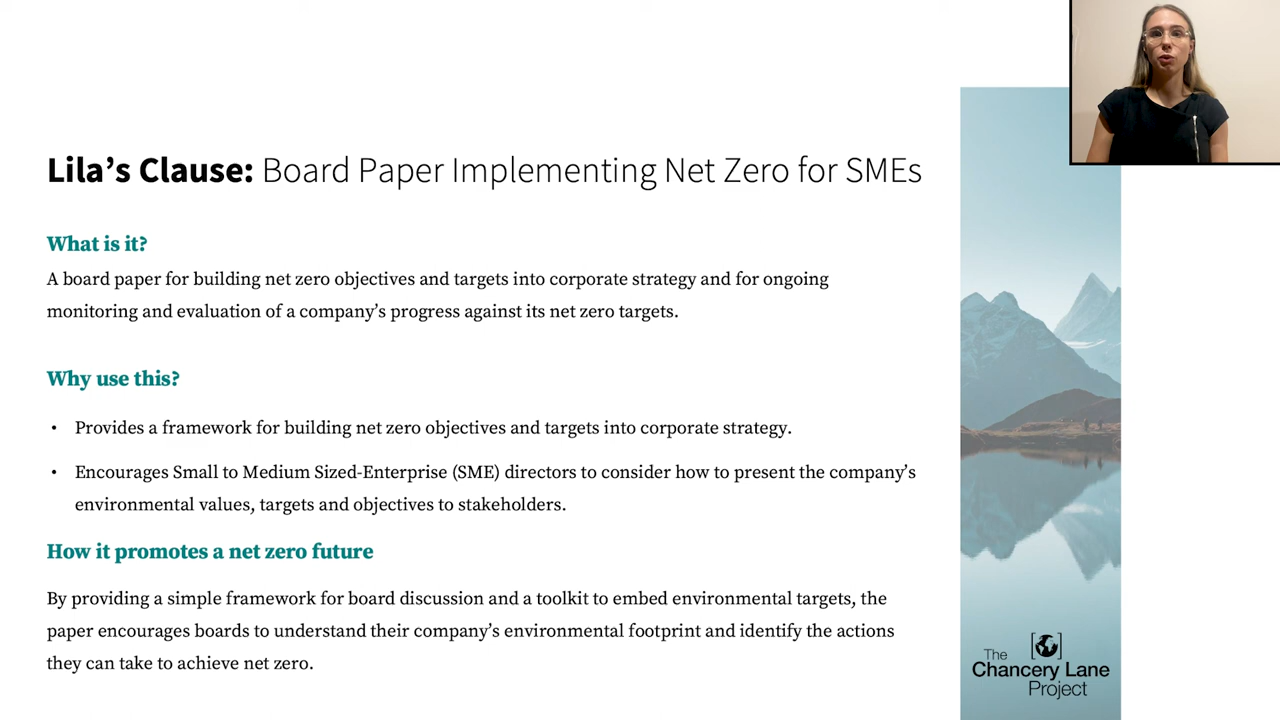 Lila’s Clause: Board Paper Implementing Net Zero for SMEs
What is it?
A board paper for building net zero objectives and targets into corporate strategy and for ongoing
monitoring and evaluation of a company’s progress against its net zero targets.
Why use this?
• Provides a framework for building net zero objectives and targets into corporate strategy.
• Encourages Small to Medium Sized-Enterprise (SME) directors to consider how to present the company’s
environmental values, targets and objectives to stakeholders.
How it promotes a net zero future
By providing a simple framework for board discussion and a toolkit to embed environmental targets, the
paper encourages boards to understand their company’s environmental footprint and identify the actions
they can take to achieve net zero.
The
Chancery Lane
Project